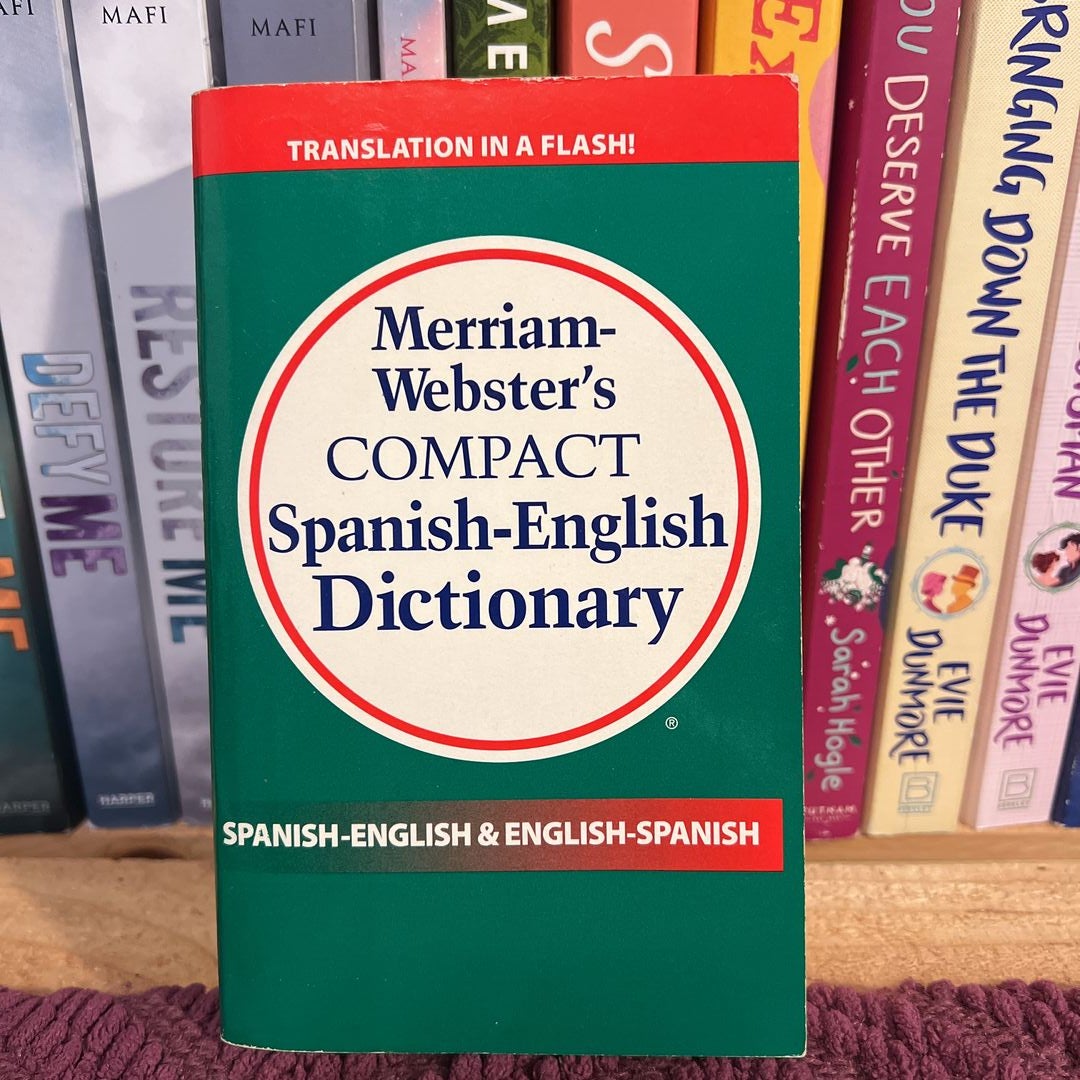 TRANSLATION IN A FLASH!
Merriam-
Webster's
COMPACT
Spanish-English
Dictionary
®
SPANISH-ENGLISH & ENGLISH-SPANISH
DEFY ME
HARPER
MAFI
RESTORE ME
MAFI
YOU DESERVE EACH OTHER
Sarah Hogle
BRINGING DOWN THE DUKE
EVIE
DUNMORE
EVIE
DUNMORE